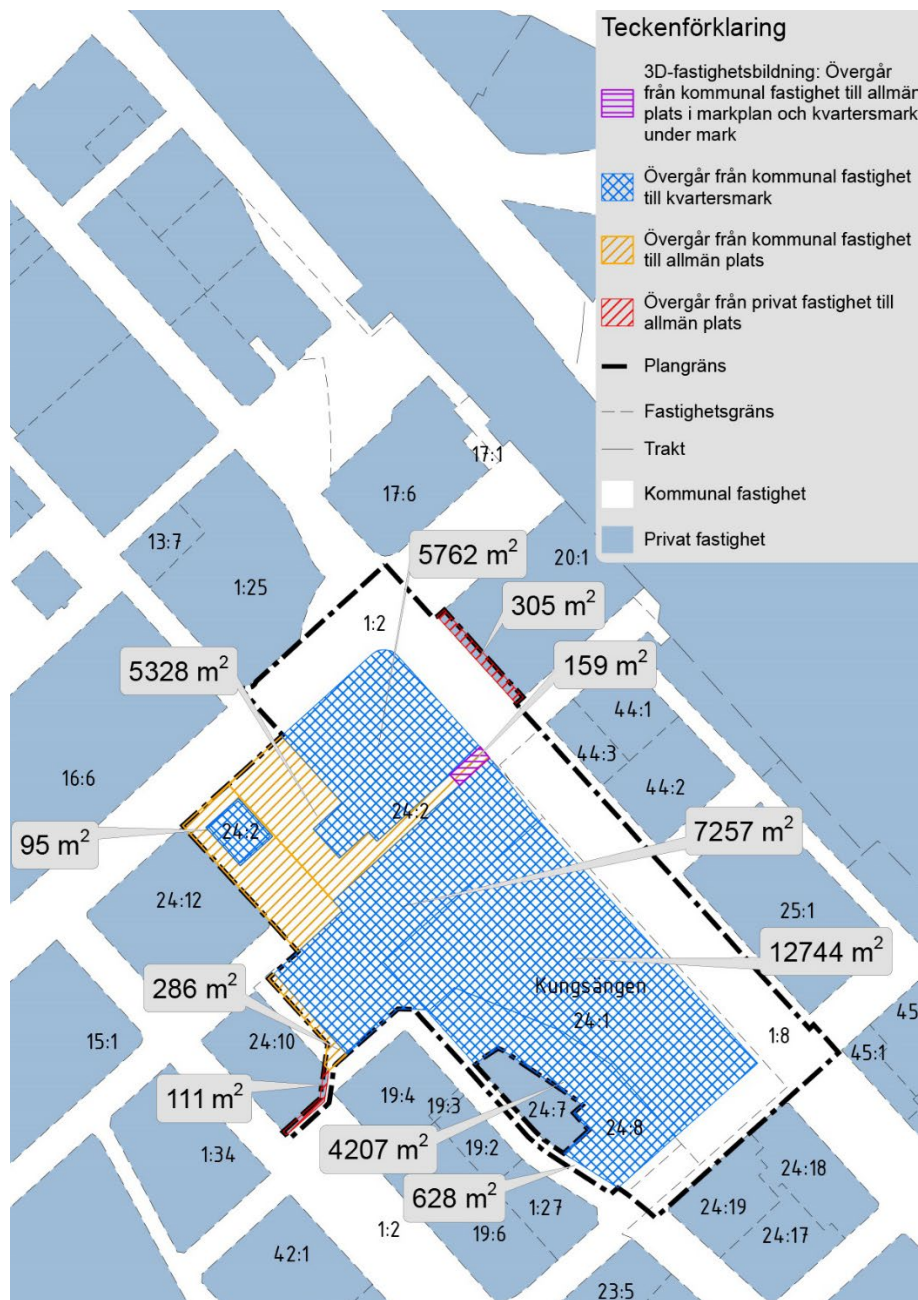 Teckenförklaring
3D-fastighetsbildning: Övergår
från kommunal fastighet till allmän
plats i markplan och kvartersmark
under mark
Övergår från kommunal fastighet
till kvartersmark
Övergår från kommunal fastighet
till allmän plats
Övergår från privat fastighet till
allmän plats
Plangräns
Fastighetsgräns
Trakt
Kommunal fastighet
Privat fastighet
17:1
17:6
13:7
1:25
20:1
5762 m²
305 m²
1:2
159 m²
5328 m²
44:1
44:3
44:2
16:6
24:2
24:2
95 m²
7257 m²
24:12
25:1
12744 m²
286 m²
Kungsängen
24:1
15:1
24:10
1:8
45
45:1
111 m²
19:4
19:3
24:7
24:8
4207 m²
19:2
1:34
24:18
628 m²
1:27
24:19
24:17
1:2
19:6
42:1
23:5